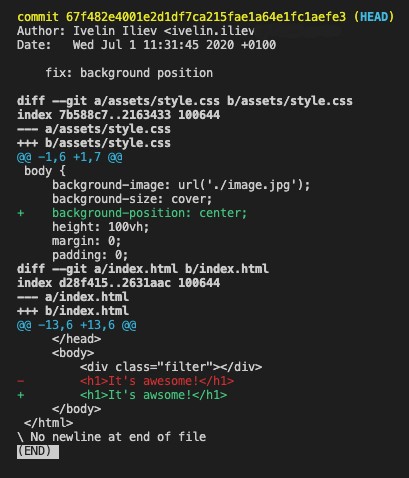 commit 67f482e4001e2d1df7ca215fae1a64e1fc1aefe3 (HEAD)
Author: Ivelin Iliev <ivelin.iliev
Date:   Wed Jul 1 11:31:45 2020 +0100

    fix: background position

diff --git a/assets/style.css b/assets/style.css
index 7b588c7..2163433 100644
--- a/assets/style.css
+++ b/assets/style.css
@@ -1,6 +1,7 @@
 body {
     background-image: url('./image.jpg');
     background-size: cover;
+    background-position: center;
     height: 100vh;
     margin: 0;
     padding: 0;
diff --git a/index.html b/index.html
index d28f415..2631aac 100644
--- a/index.html
+++ b/index.html
@@ -13,6 +13,6 @@
     </head>
     <body>
         <div class="filter"></div>
-        <h1>It's awesome!</h1>
+        <h1>It's awsome!</h1>
     </body>
 </html>
\ No newline at end of file
(END)